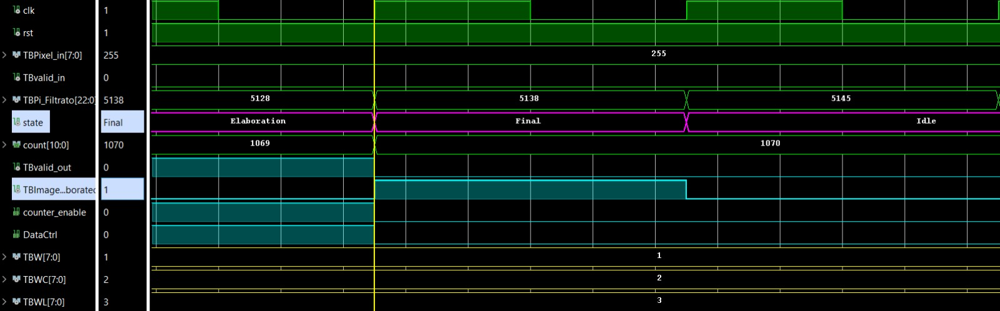 clk 1
rst 1
TBPixel_in[7:0] 255 255
TBvalid_in 0
TBPi_Filtrato[22:0] 5138 5128 5138 5145
state Final Elaboration Final Idle
count[10:0] 1070 1069 1070
TBvalid_out 0
TBImage...borated 1
counter_enable 0
DataCtrl 0
TBW[7:0] 1 1
TBWC[7:0] 2 2
TBWL[7:0] 3 3